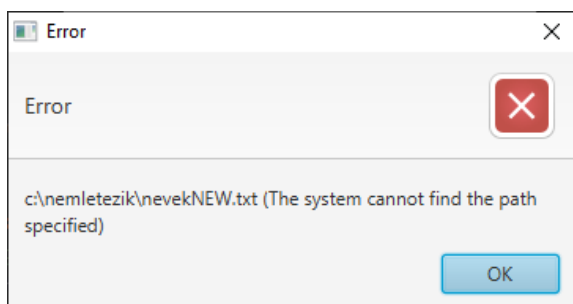 Error
Error
c:\nemletezik\nevekNEW.txt (The system cannot find the path
specified)
OK